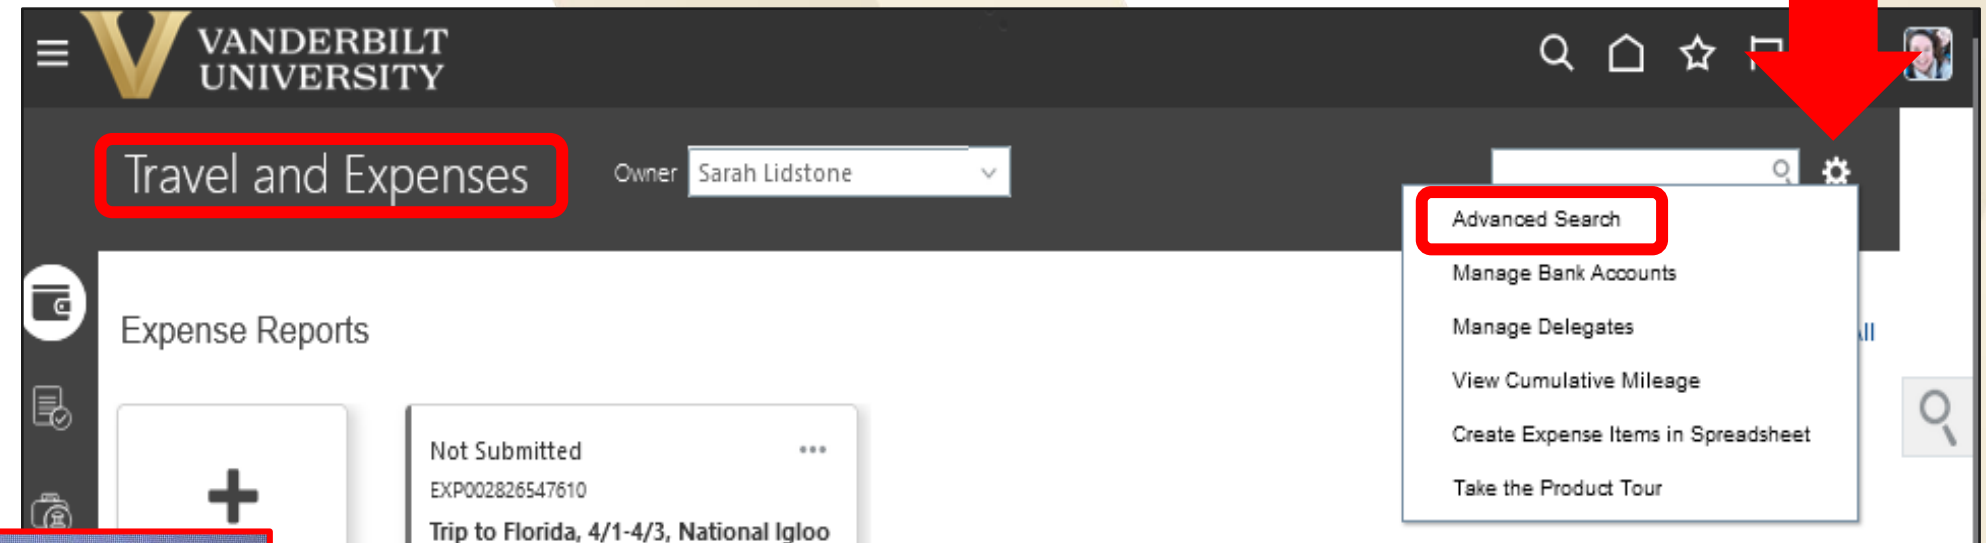 VANDERBILT
UNIVERSITY
Travel and Expenses
Owner Sarah Lidstone
Advanced Search
Manage Bank Accounts
Manage Delegates
View Cumulative Mileage
Create Expense Items in Spreadsheet
Take the Product Tour
Expense Reports
Not Submitted
EXP002826547610
Trip to Florida, 4/1-4/3, National Igloo